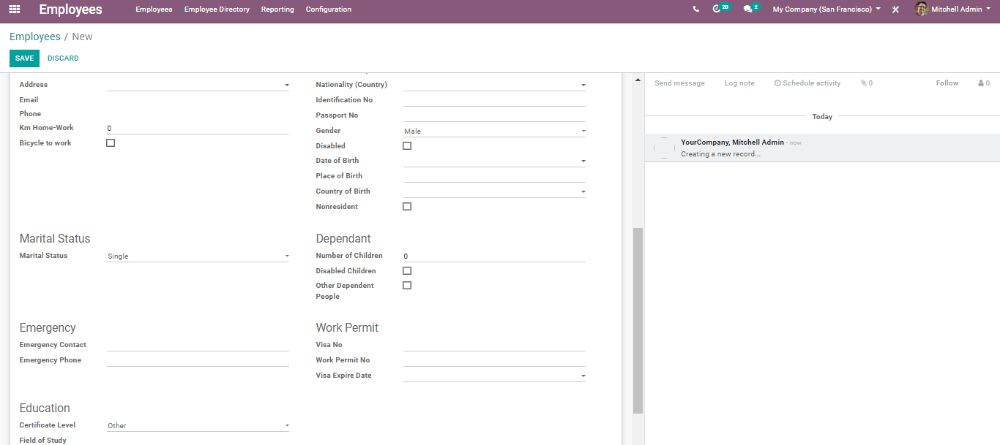 Employees Employees Employee Directory Reporting Configuration 20 2 My Company (San Francisco) Mitchell Admin
Employees / New
SAVE DISCARD
Address
Email
Phone
Km Home-Work 0
Bicycle to work
Nationality (Country)
Identification No
Passport No
Gender Male
Disabled
Date of Birth
Place of Birth
Country of Birth
Nonresident
Marital Status
Marital Status Single
Dependant
Number of Children 0
Disabled Children
Other Dependent
People
Emergency
Emergency Contact
Emergency Phone
Work Permit
Visa No
Work Permit No
Visa Expire Date
Education
Certificate Level Other
Field of Study
Send message Log note Schedule activity 0 Follow 0
Today
YourCompany, Mitchell Admin - now
Creating a new record...